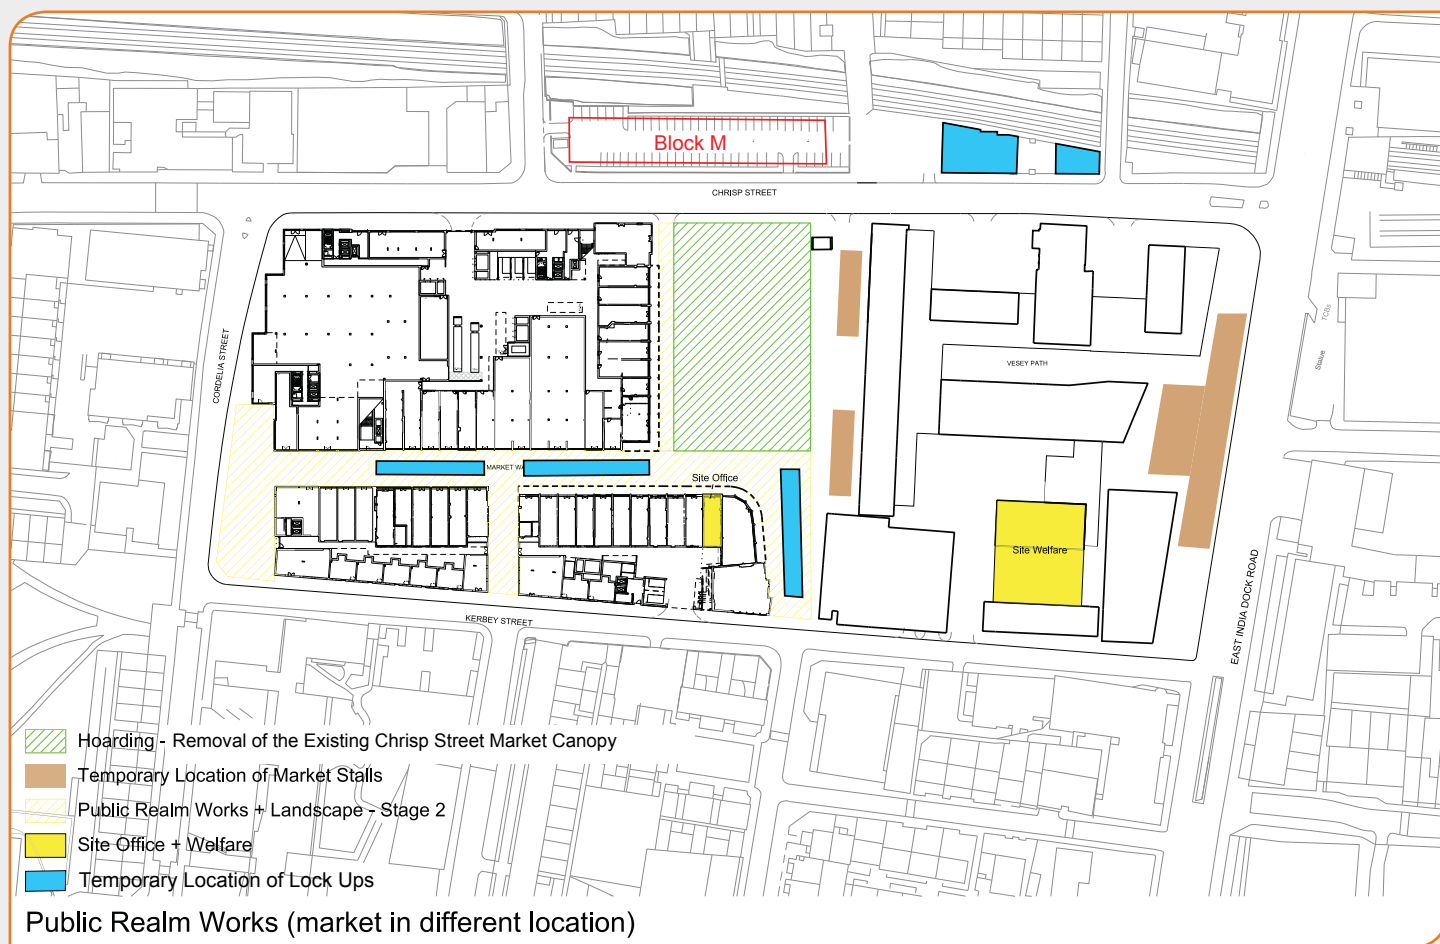 Block M
CHRISP STREET
CORDELIA STREET
TCBs
Statue
VESEY PATH
MARKET WA
Site Office
Site Welfare
KERBEY STREET
EAST INDIA DOCK ROAD
Hoarding - Removal of the Existing Chrisp Street Market Canopy
Temporary Location of Market Stalls
Public Realm Works + Landscape - Stage 2
Site Office + Welfare
Temporary Location of Lock Ups
Public Realm Works (market in different location)